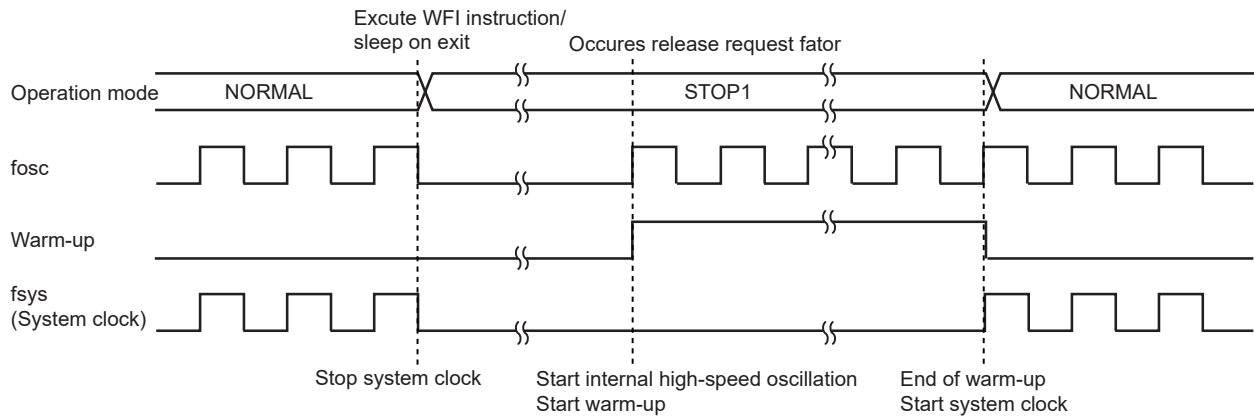 Excute WFI instruction/
sleep on exit
Occures release request fator
Operation mode
NORMAL
STOP1
NORMAL
fosc
Warm-up
fsys
(System clock)
Stop system clock
Start internal high-speed oscillation
Start warm-up
End of warm-up
Start system clock